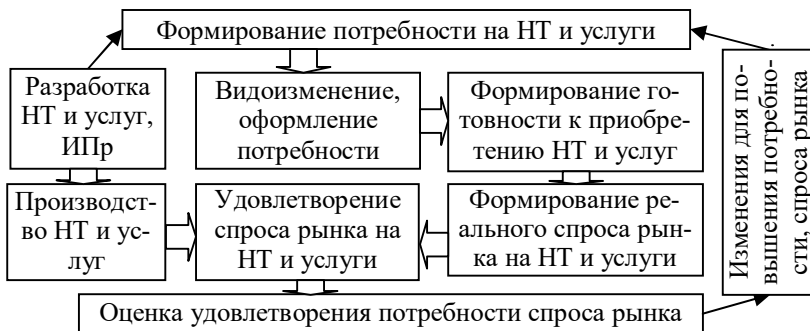 Формирование потребности на НТ и услуги
Разработка
НТ и услуг,
ИПр
Видоизменение,
оформление
потребности
Формирование го-
товности к приобре-
тению НТ и услуг
Изменения для по-
вышения потребно-
сти, спроса рынка
Производст-
во НТ и ус-
луг
Удовлетворение
спроса рынка на
НТ и услуги
Формирование ре-
ального спроса рын-
ка на НТ и услуги
Оценка удовлетворения потребности спроса рынка